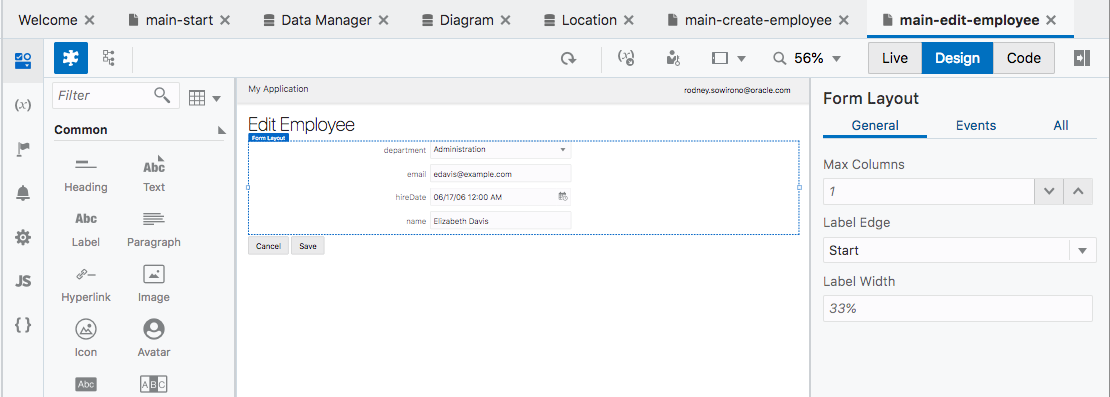 Welcome main-start Data Manager Diagram Location main-create-employee main-edit-employee
56% Live Design Code
(x)
JS
{ }
Filter
Common
Heading
Abc Text
Abc Label
Paragraph
Hyperlink
Image
Icon
Avatar
Abc
A B C
My Application rodney.sowirono@oracle.com
Edit Employee
Form Layout
department Administration
email edavis@example.com
hireDate 06/17/06 12:00 AM
name Elizabeth Davis
Cancel Save
Form Layout
General Events All
Max Columns
1
Label Edge
Start
Label Width
33%